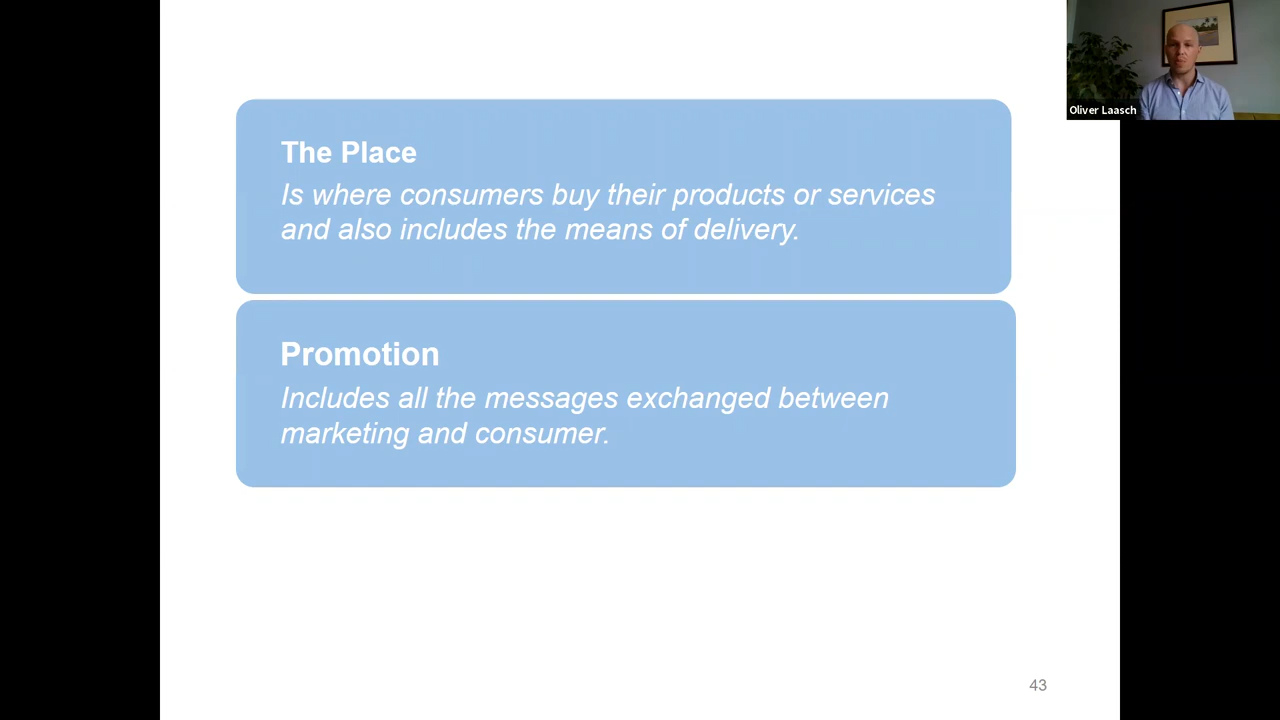 Oliver Laasch
The Place
Is where consumers buy their products or services
and also includes the means of delivery.
Promotion
Includes all the messages exchanged between
marketing and consumer.
43